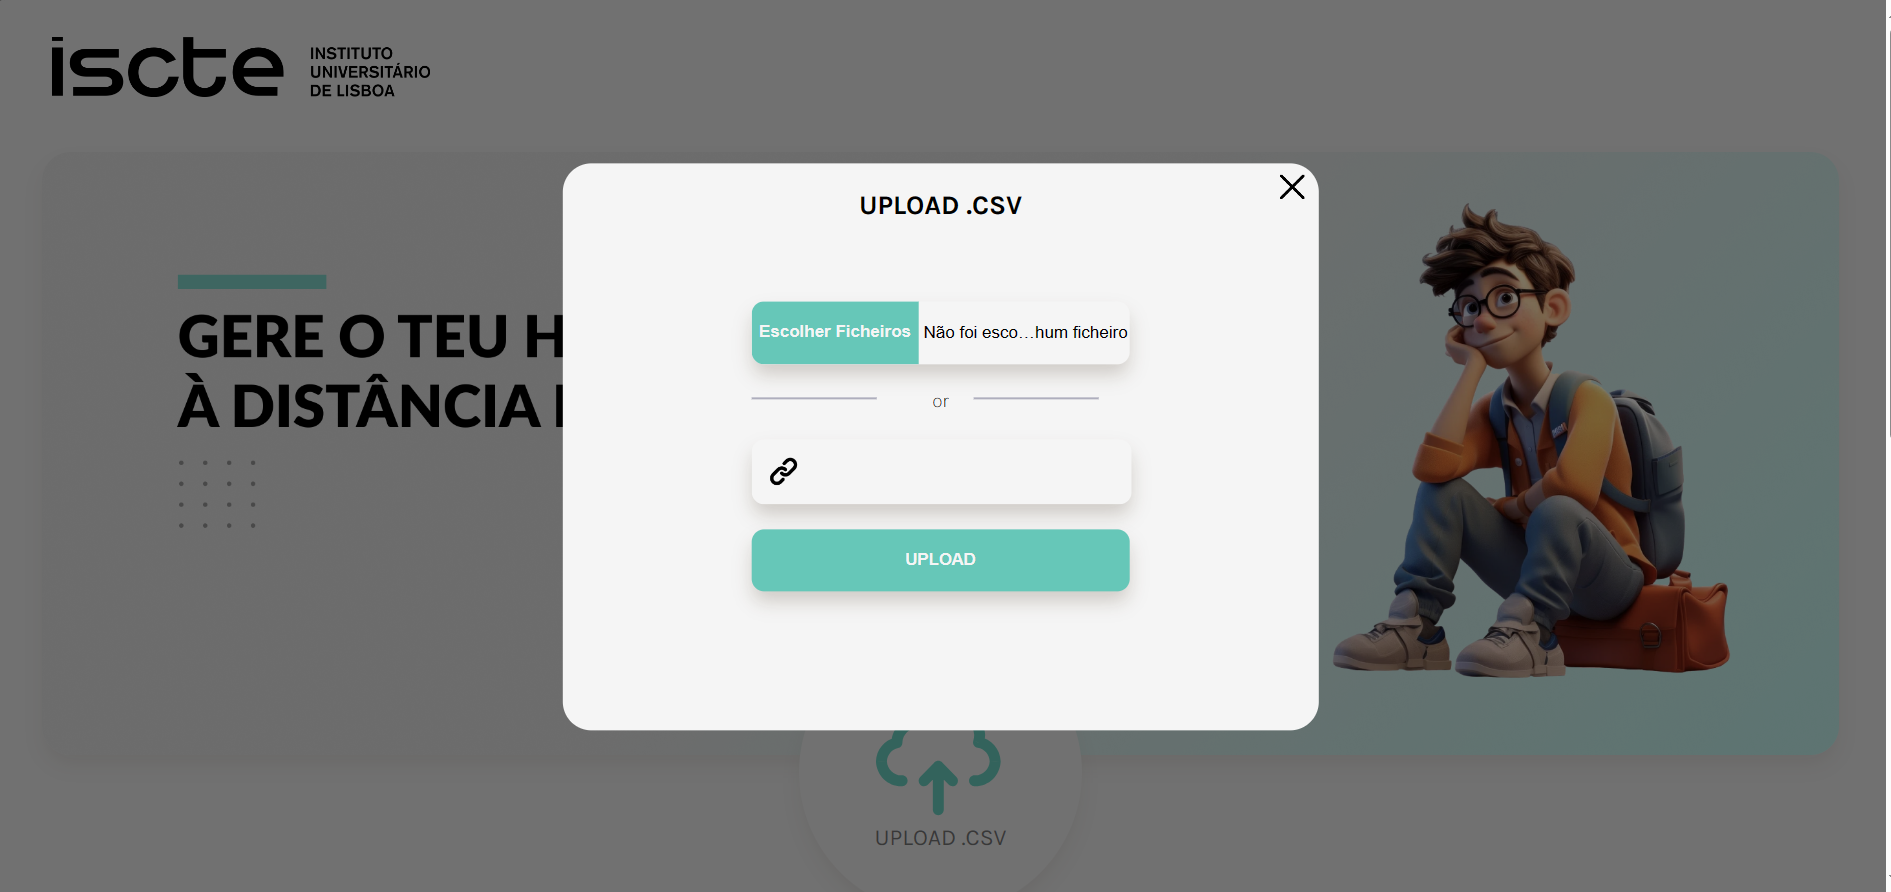 iscte
INSTITUTO
UNIVERSITÁRIO
DE LISBOA
UPLOAD .CSV
GERE O TEU H
À DISTÂNCIA
Escolher Ficheiros
Não foi esco...hum ficheiro
or
UPLOAD
UPLOAD .CSV